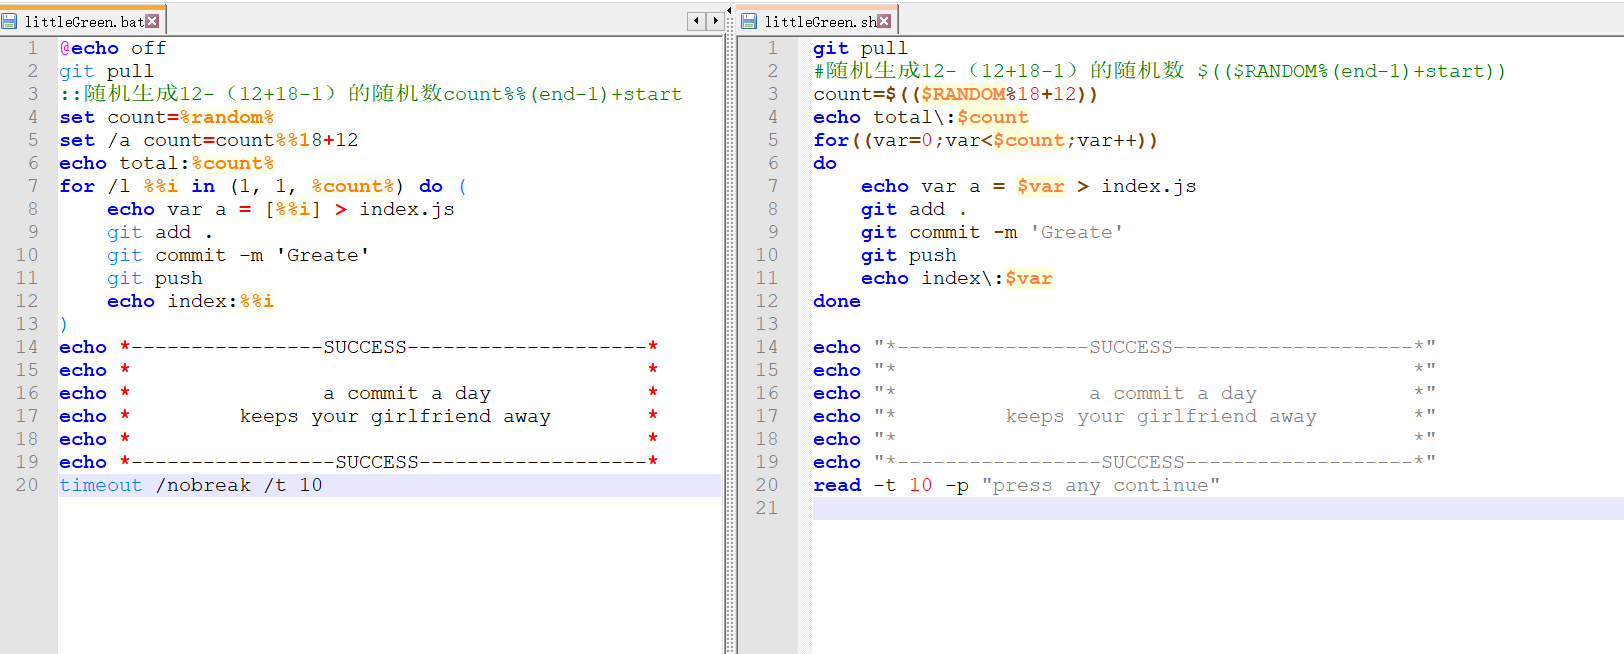 littleGreen.bat
1 @echo off
2 git pull
3 ::随机生成12-（12+18-1）的随机数count%%(end-1)+start
4 set count=%random%
5 set /a count=count%%18+12
6 echo total:%count%
7 for /l %%i in (1, 1, %count%) do (
8     echo var a = [%%i] > index.js
9     git add .
10     git commit -m 'Greate'
11     git push
12     echo index:%%i
13 )
14 echo *----------------SUCCESS--------------------*
15 echo *                                           *
16 echo *                a commit a day             *
17 echo *         keeps your girlfriend away        *
18 echo *                                           *
19 echo *-----------------SUCCESS-------------------*
20 timeout /nobreak /t 10
littleGreen.sh
1 git pull
2 #随机生成12-（12+18-1）的随机数 $(($RANDOM%(end-1)+start))
3 count=$(($RANDOM%18+12))
4 echo total\:$count
5 for((var=0;var<$count;var++))
6 do
7     echo var a = $var > index.js
8     git add .
9     git commit -m 'Greate'
10     git push
11     echo index\:$var
12 done
13
14 echo "*----------------SUCCESS--------------------*"
15 echo "*                                           *"
16 echo "*                a commit a day             *"
17 echo "*         keeps your girlfriend away        *"
18 echo "*                                           *"
19 echo "*-----------------SUCCESS-------------------*"
20 read -t 10 -p "press any continue"
21